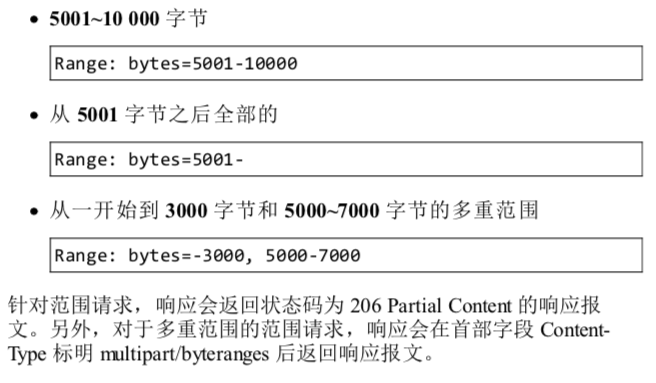 • 5001~10 000 字节
Range: bytes=5001-10000
• 从 5001 字节之后全部的
Range: bytes=5001-
• 从一开始到 3000 字节和 5000~7000 字节的多重范围
Range: bytes=-3000, 5000-7000
针对范围请求，响应会返回状态码为 206 Partial Content 的响应报
文。另外，对于多重范围的范围请求，响应会在首部字段 Content-
Type 标明 multipart/byteranges 后返回响应报文。